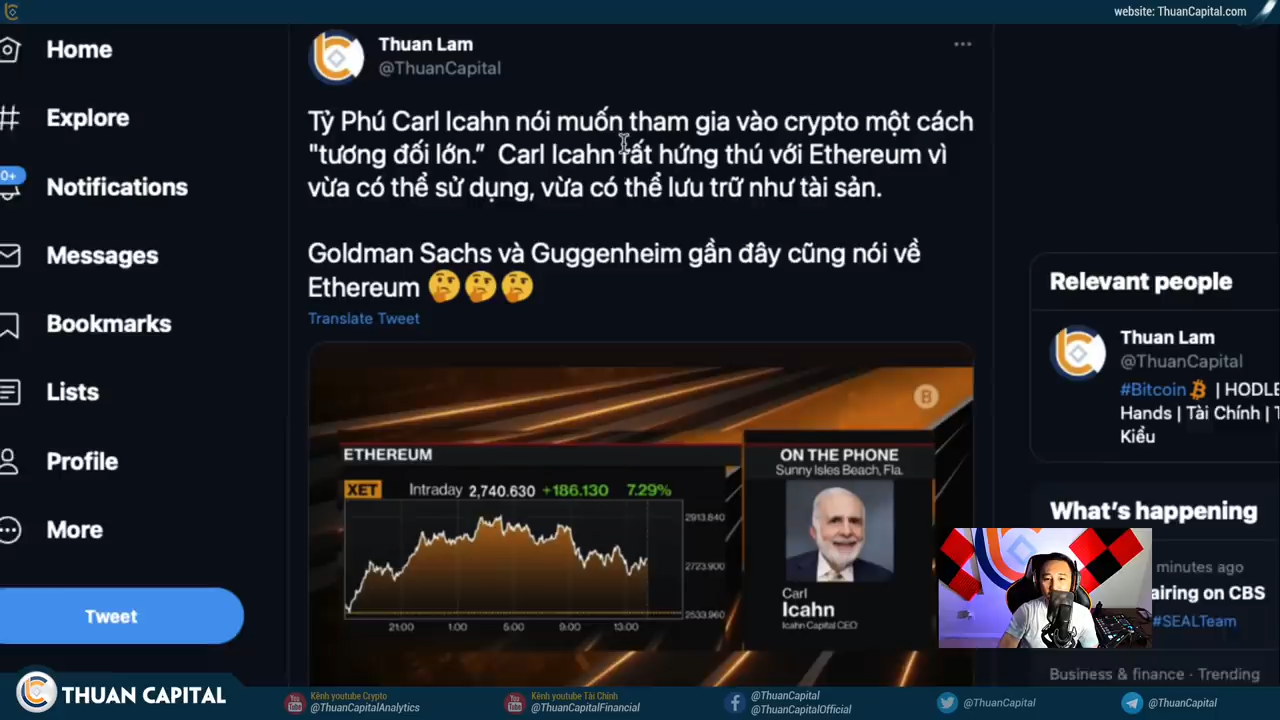 website: ThuanCapital.com
Home
Explore
0+
Notifications
Messages
Bookmarks
Lists
Profile
More
Tweet
Thuan Lam
@ThuanCapital
Tỷ Phú Carl Icahn nói muốn tham gia vào crypto một cách
"tương đối lớn.” Carl Icahn rất hứng thú với Ethereum vì
vừa có thể sử dụng, vừa có thể lưu trữ như tài sản.
Goldman Sachs và Guggenheim gần đây cũng nói về
Ethereum 🤔🤔🤔
Translate Tweet
ETHEREUM
XET Intraday 2,740.630 +186.130 7.29%
2913.840
2723.900
2533.960
21:00 1:00 5:00 9:00 13:00
ON THE PHONE
Sunny Isles Beach, Fla.
Carl
Icahn
Icahn Capital CEO
Relevant people
Thuan Lam
@ThuanCapital
#Bitcoin | HODLE
Hands | Tài Chính | T
Kiều
What's happening
minutes ago
airing on CBS
#SEALTeam
Business & finance · Trending
THUAN CAPITAL
Kênh youtube Crypto
@ThuanCapitalAnalytics
Kênh youtube Tài Chính
@ThuanCapitalFinancial
@ThuanCapital
@ThuanCapitalOfficial
@ThuanCapital
@ThuanCapital